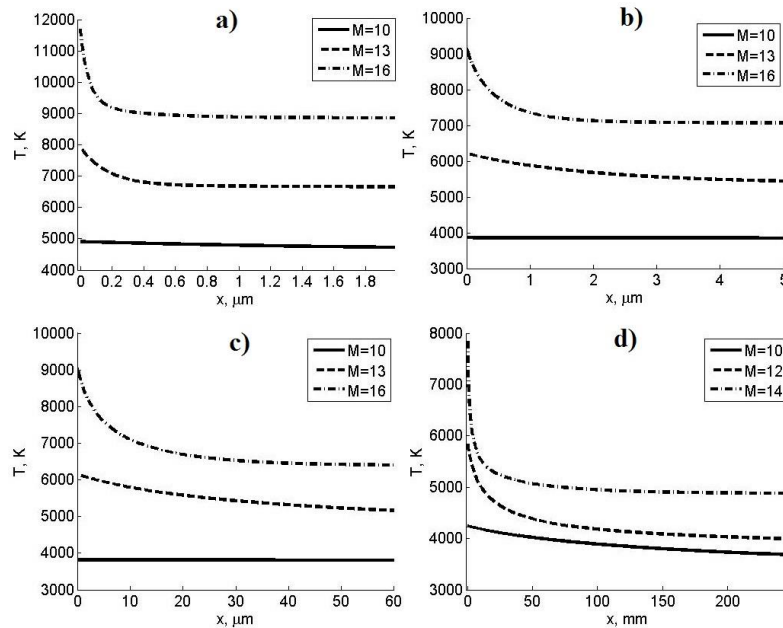 a)
12000
11000
10000
9000
8000
7000
6000
5000
4000
T, K
0 0.2 0.4 0.6 0.8 1 1.2 1.4 1.6 1.8
x, μm
M=10
M=13
M=16
b)
10000
9000
8000
7000
6000
5000
4000
3000
T, K
0 1 2 3 4 5
x, μm
M=10
M=13
M=16
c)
10000
9000
8000
7000
6000
5000
4000
3000
T, K
0 10 20 30 40 50 60
x, μm
M=10
M=13
M=16
d)
8000
7000
6000
5000
4000
3000
T, K
0 50 100 150 200
x, mm
M=10
M=12
M=14